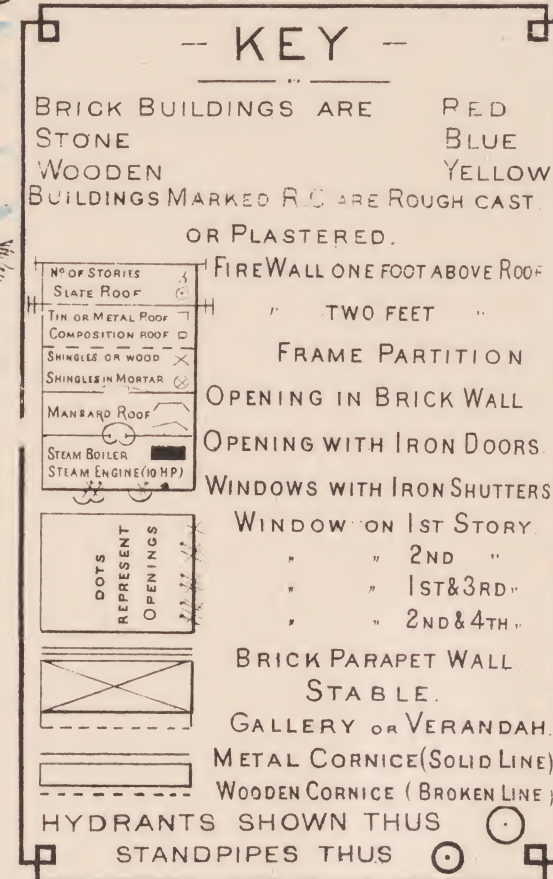 - KEY -
BRICK BUILDINGS ARE RED
STONE BLUE
WOODEN YELLOW
BUILDINGS MARKED R.C ARE ROUGH CAST
OR PLASTERED.
Nº OF STORIES
FIRE WALL ONE FOOT ABOVE ROOF
SLATE ROOF
TIN OR METAL ROOF
" TWO FEET "
COMPOSITION ROOF
SHINGLES OR WOOD
FRAME PARTITION
SHINGLES IN MORTAR
MANSARD ROOF
OPENING IN BRICK WALL
OPENING WITH IRON DOORS.
STEAM BOILER
STEAM ENGINE (10 HP)
WINDOWS WITH IRON SHUTTERS
DOTS
REPRESENT
OPENINGS
WINDOW ON 1ST STORY
" " 2ND "
" " 1ST & 3RD "
" " 2ND & 4TH "
BRICK PARAPET WALL
STABLE.
GALLERY OR VERANDAH.
METAL CORNICE (SOLID LINE)
WOODEN CORNICE (BROKEN LINE)
HYDRANTS SHOWN THUS
STANDPIPES THUS